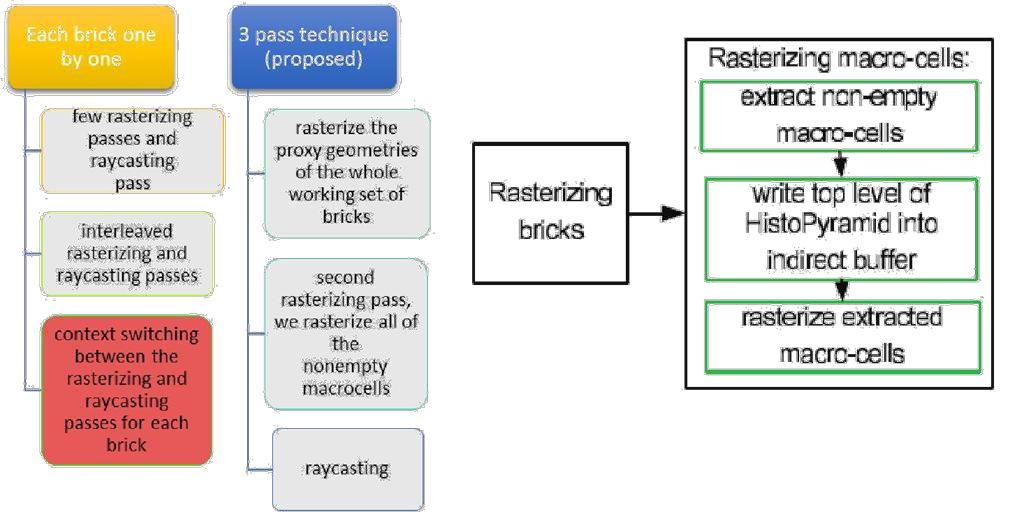 Each brick one
by one
few rasterizing
passes and
raycasting
pass
interleaved
rasterizing and
raycasting passes
context switching
between the
rasterizing and
raycasting
passes for each
brick
3 pass technique
(proposed)
rasterize the
proxy geometries
of the whole
working set of
bricks
second
rasterizing pass,
we rasterize all of
the
nonempty
macrocells
raycasting
Rasterizing
bricks
Rasterizing macro-cells:
extract non-empty
macro-cells
write top level of
HistoPyramid into
indirect buffer
rasterize extracted
macro-cells